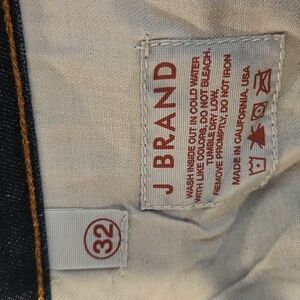 J BRAND
WASH INSIDE OUT IN COLD WATER
WITH LIKE COLORS, DO NOT BLEACH.
TUMBLE DRY LOW.
REMOVE PROMPTLY, DO NOT IRON
MADE IN CALIFORNIA, USA
32